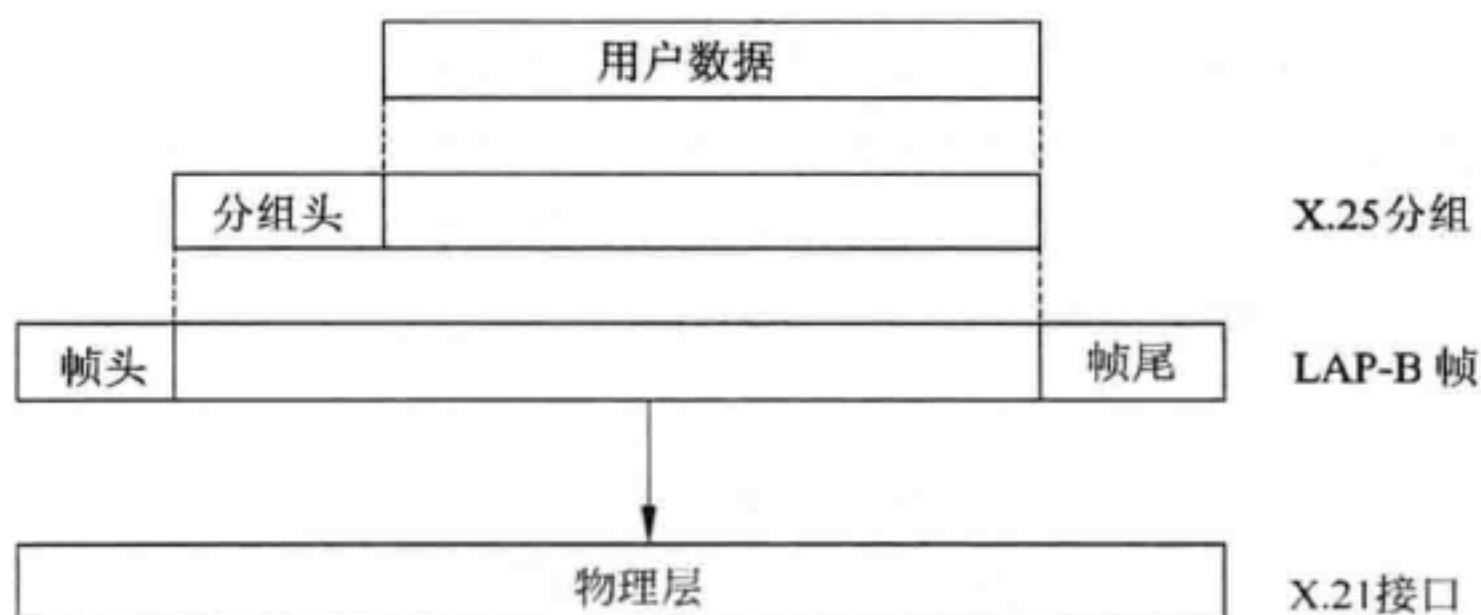 用户数据
分组头
X.25分组
帧头
帧尾
LAP-B 帧
物理层
X.21接口